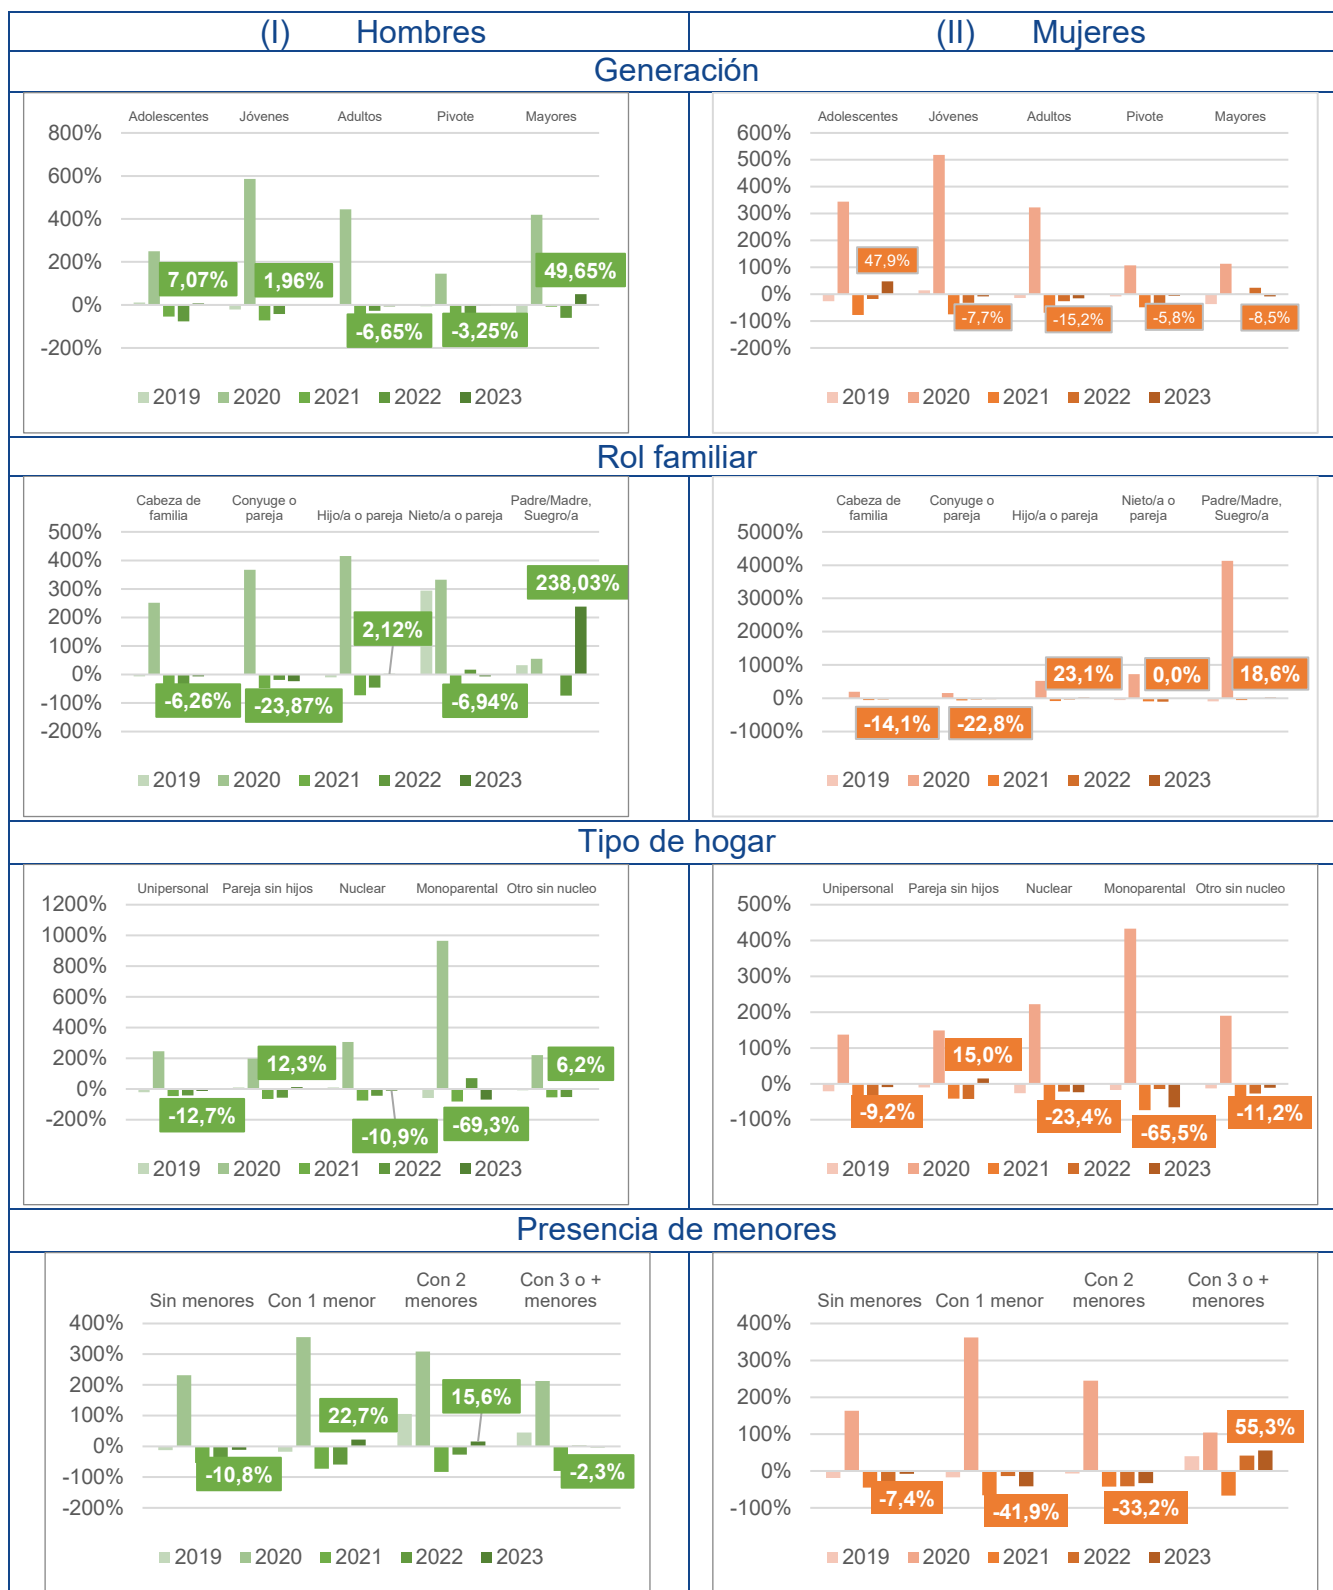 (I) Hombres
(II) Mujeres
Generación
Adolescentes Jóvenes Adultos Pivote Mayores
800%
600%
400%
200%
0%
-200%
7,07%
1,96%
-6,65%
-3,25%
49,65%
2019 2020 2021 2022 2023
Adolescentes Jóvenes Adultos Pivote Mayores
600%
500%
400%
300%
200%
100%
0%
-100%
-200%
47,9%
-7,7%
-15,2%
-5,8%
-8,5%
2019 2020 2021 2022 2023
Rol familiar
Cabeza de familia
Conyuge o pareja
Hijo/a o pareja
Nieto/a o pareja
Padre/Madre, Suegro/a
500%
400%
300%
200%
100%
0%
-100%
-200%
-6,26%
-23,87%
2,12%
-6,94%
238,03%
2019 2020 2021 2022 2023
Cabeza de familia
Conyuge o pareja
Hijo/a o pareja
Nieto/a o pareja
Padre/Madre, Suegro/a
5000%
4000%
3000%
2000%
1000%
0%
-1000%
-14,1%
-22,8%
23,1%
0,0%
18,6%
2019 2020 2021 2022 2023
Tipo de hogar
Unipersonal Pareja sin hijos Nuclear Monoparental Otro sin nucleo
1200%
1000%
800%
600%
400%
200%
0%
-200%
-12,7%
12,3%
-10,9%
-69,3%
6,2%
2019 2020 2021 2022 2023
Unipersonal Pareja sin hijos Nuclear Monoparental Otro sin nucleo
500%
400%
300%
200%
100%
0%
-100%
-9,2%
15,0%
-23,4%
-65,5%
-11,2%
2019 2020 2021 2022 2023
Presencia de menores
Sin menores
Con 1 menor
Con 2 menores
Con 3 o + menores
400%
300%
200%
100%
0%
-100%
-200%
-10,8%
22,7%
15,6%
-2,3%
2019 2020 2021 2022 2023
Sin menores
Con 1 menor
Con 2 menores
Con 3 o + menores
400%
300%
200%
100%
0%
-100%
-7,4%
-41,9%
-33,2%
55,3%
2019 2020 2021 2022 2023